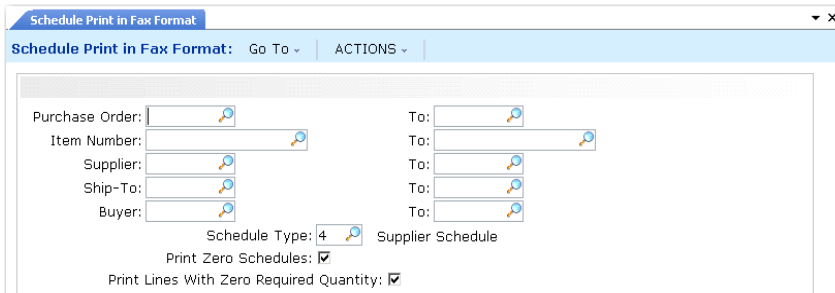 Schedule Print in Fax Format
Schedule Print in Fax Format: Go To ACTIONS
Purchase Order: To:
Item Number: To:
Supplier: To:
Ship-To: To:
Buyer: To:
Schedule Type: 4 Supplier Schedule
Print Zero Schedules:
Print Lines With Zero Required Quantity: